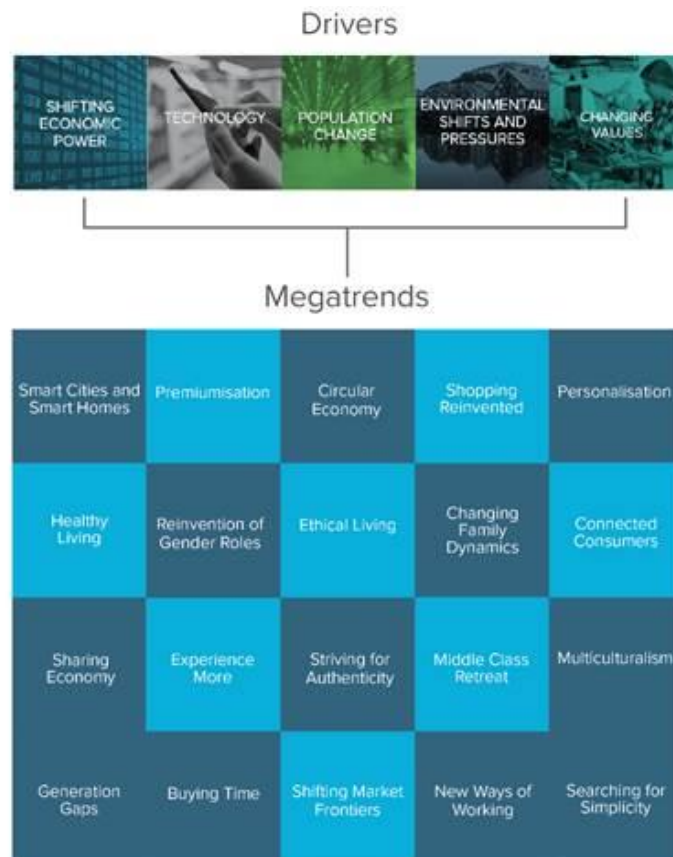 Drivers
SHIFTING
ECONOMIC
POWER
TECHNOLOGY
POPULATION
CHANGE
ENVIRONMENTAL
SHIFTS AND
PRESSURES
CHANGING
VALUES
Megatrends
Smart Cities and
Smart Homes
Premiumisation
Circular
Economy
Shopping
Reinvented
Personalisation
Healthy
Living
Reinvention of
Gender Roles
Ethical Living
Changing
Family
Dynamics
Connected
Consumers
Sharing
Economy
Experience
More
Striving for
Authenticity
Middle Class
Retreat
Multiculturalism
Generation
Gaps
Buying Time
Shifting Market
Frontiers
New Ways of
Working
Searching for
Simplicity